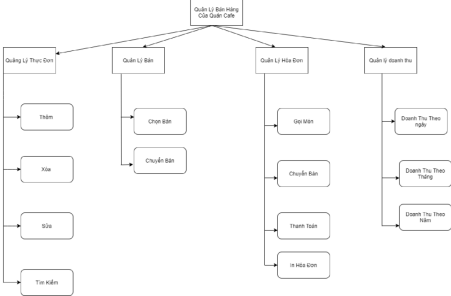 Quản Lý Bán Hàng
Của Quán Cafe
Quảng Lý Thực Đơn
Quản Lý Bán
Quản Lý Hóa Đơn
Quản lý doanh thu
Thêm
Xóa
Sửa
Tìm Kiếm
Chọn Bàn
Chuyển Bàn
Gọi Món
Chuyển Bàn
Thanh Toán
In Hóa Đơn
Doanh Thu Theo
ngày
Doanh Thu Theo
Tháng
Doanh Thu Theo
Năm